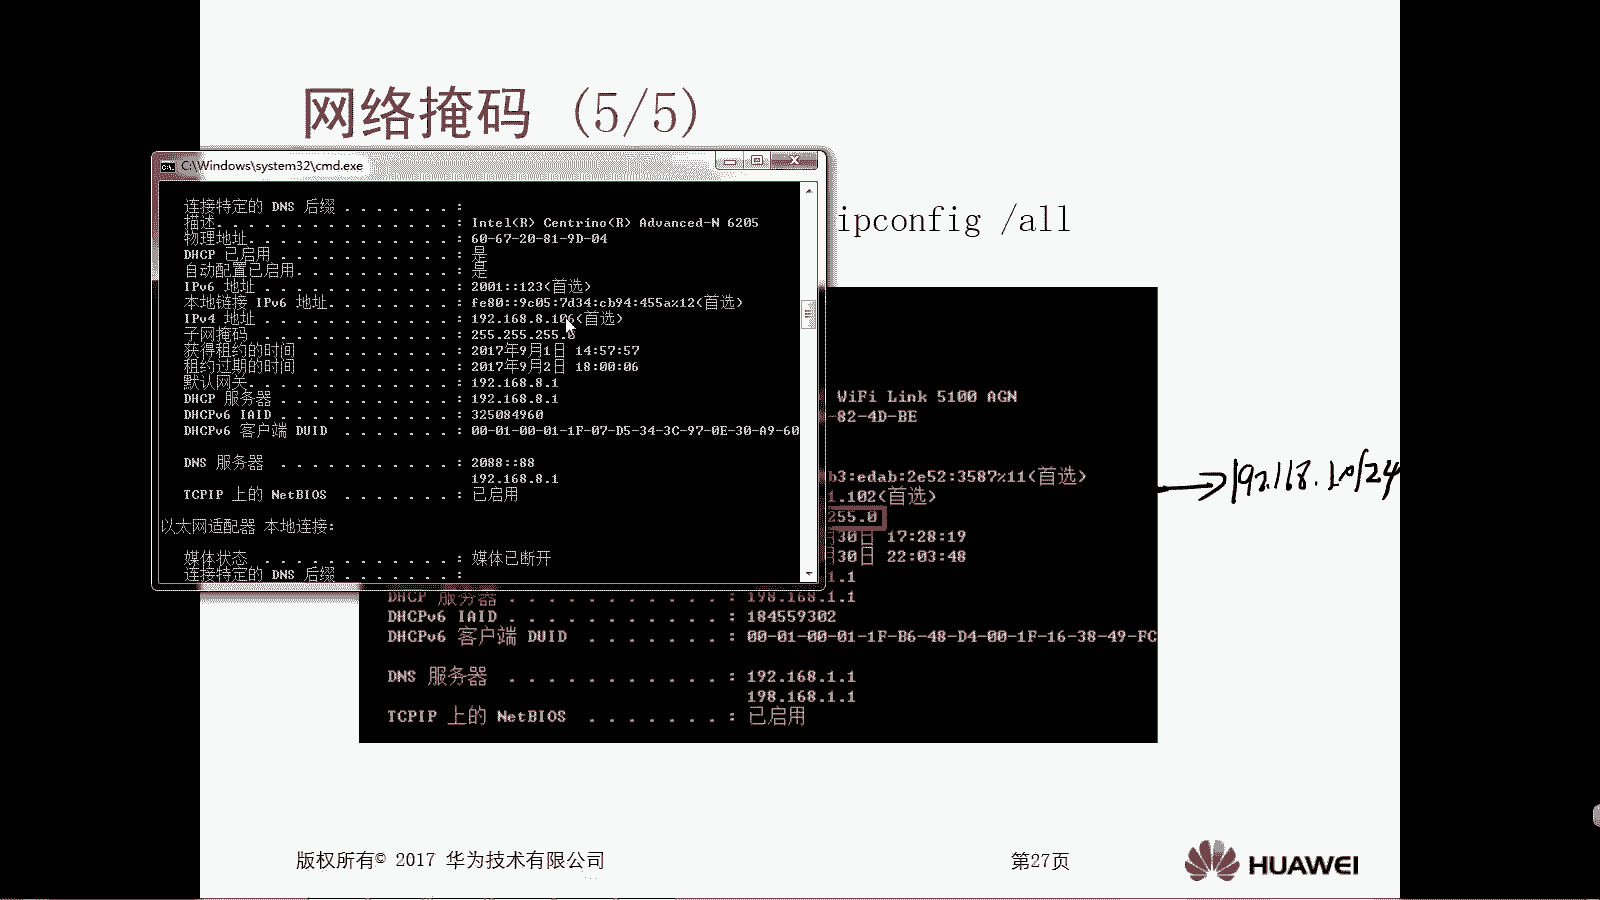 网络掩码 (5/5)
ipconfig /all
C:\Windows\system32\cmd.exe
连接特定的 DNS 后缀 . . . . . . . :
描述. . . . . . . . . . . . . . . : Intel(R) Centrino(R) Advanced-N 6205
物理地址. . . . . . . . . . . . . : 60-67-20-81-9D-04
DHCP 已启用 . . . . . . . . . . . : 是
自动配置已启用. . . . . . . . . . : 是
IPv6 地址 . . . . . . . . . . . . : 2001::123(首选)
本地链接 IPv6 地址. . . . . . . . : fe80::9c05:7d34:cb94:455a%12(首选)
IPv4 地址 . . . . . . . . . . . . : 192.168.8.106(首选)
子网掩码 . . . . . . . . . . . . : 255.255.255.0
获得租约的时间 . . . . . . . . . : 2017年9月1日 14:57:57
租约过期的时间 . . . . . . . . . : 2017年9月2日 18:00:06
默认网关. . . . . . . . . . . . . : 192.168.8.1
DHCP 服务器 . . . . . . . . . . . : 192.168.8.1
DHCPv6 IAID . . . . . . . . . . . : 325084960
DHCPv6 客户端 DUID . . . . . . . : 00-01-00-01-1F-07-D5-34-3C-97-0E-30-A9-60
DNS 服务器 . . . . . . . . . . . : 2088::88
192.168.8.1
TCPIP 上的 NetBIOS . . . . . . . : 已启用
以太网适配器 本地连接:
媒体状态 . . . . . . . . . . . . : 媒体已断开
连接特定的 DNS 后缀 . . . . . . . :
WiFi Link 5100 AGN
-82-4D-BE
b3:edab:2e52:3587%11(首选)
1.102(首选)
255.0
30日 17:28:19
30日 22:03:48
1.1
DHCP 服务器 . . . . . . . . . . . : 198.168.1.1
DHCPv6 IAID . . . . . . . . . . . : 184559302
DHCPv6 客户端 DUID . . . . . . . : 00-01-00-01-1F-B6-48-D4-00-1F-16-38-49-FC
DNS 服务器 . . . . . . . . . . . : 192.168.1.1
198.168.1.1
TCPIP 上的 NetBIOS . . . . . . . : 已启用
版权所有© 2017 华为技术有限公司
第27页
HUAWEI